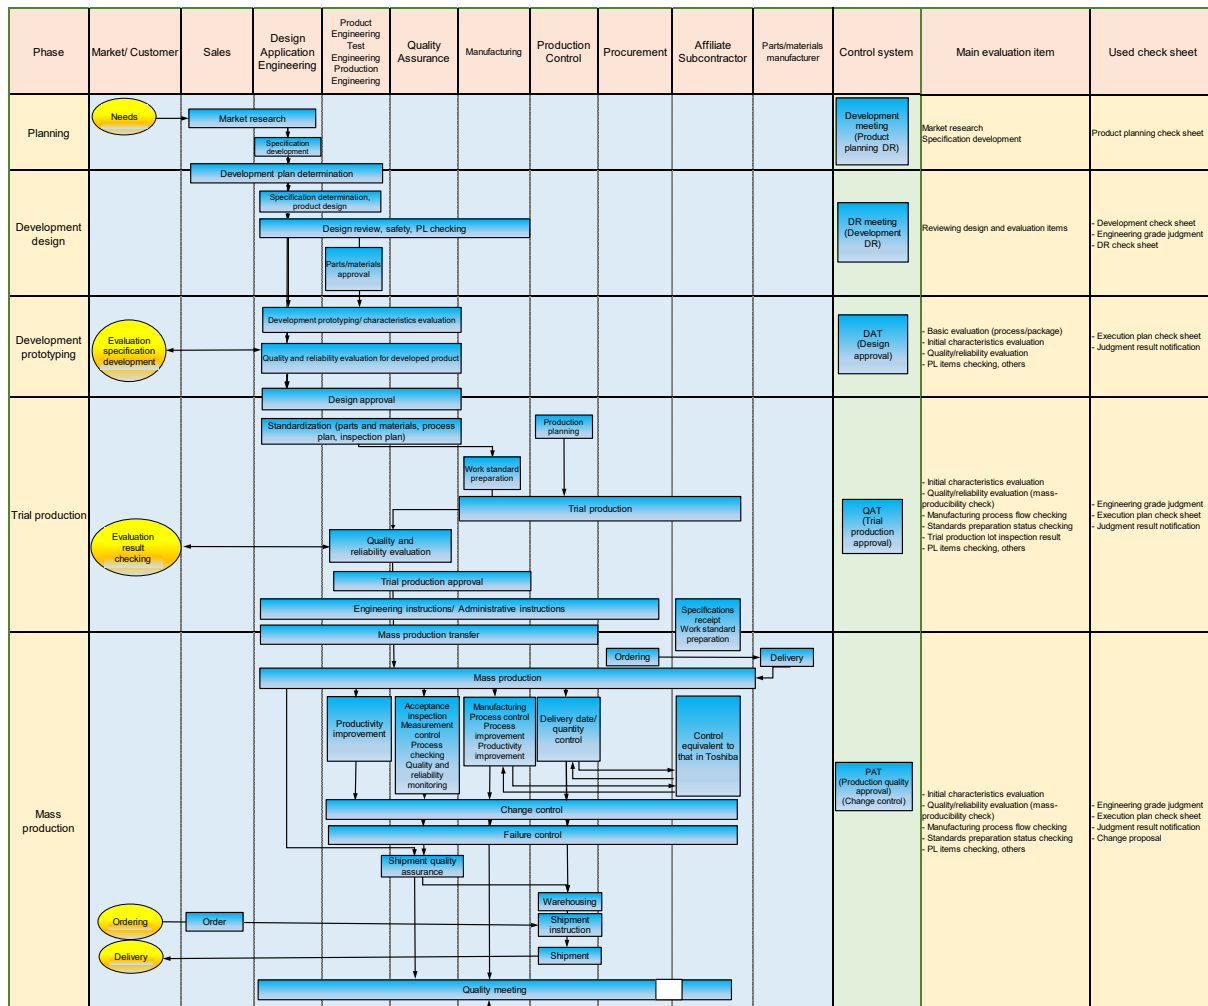 Phase
Market/ Customer
Sales
Design
Application
Engineering
Product
Engineering
Test
Engineering
Production
Engineering
Quality
Assurance
Manufacturing
Production
Control
Procurement
Affiliate
Subcontractor
Parts/materials
manufacturer
Control system
Main evaluation item
Used check sheet
Planning
Needs
Market research
Specification
development
Development plan determination
Development
meeting
(Product
planning DR)
Market research
Specification development
Product planning check sheet
Development
design
Specification determination,
product design
Design review, safety, PL checking
Parts/materials
approval
DR meeting
(Development
DR)
Reviewing design and evaluation items
- Development check sheet
- Engineering grade judgment
- DR check sheet
Development
prototyping
Evaluation
specification
development
Development prototyping/ characteristics evaluation
Quality and reliability evaluation for developed product
Design approval
DAT
(Design
approval)
- Basic evaluation (process/package)
- Initial characteristics evaluation
- Quality/reliability evaluation
- PL items checking, others
- Execution plan check sheet
- Judgment result notification
Trial production
Standardization (parts and materials, process
plan, inspection plan)
Production
planning
Work standard
preparation
Trial production
Evaluation
result
checking
Quality and
reliability evaluation
Trial production approval
Engineering instructions/ Administrative instructions
Specifications
receipt
Work standard
preparation
QAT
(Trial
production
approval)
- Initial characteristics evaluation
- Quality/reliability evaluation (mass-
producibility check)
- Manufacturing process flow checking
- Standards preparation status checking
- Trial production lot inspection result
- PL items checking, others
- Engineering grade judgment
- Execution plan check sheet
- Judgment result notification
Mass production transfer
Mass
production
Ordering
Delivery
Mass production
Productivity
improvement
Acceptance
inspection
Measurement
control
Process
checking
Quality and
reliability
monitoring
Manufacturing
Process control
Process
improvement
Productivity
improvement
Delivery date/
quantity
control
Control
equivalent to
that in Toshiba
Change control
Failure control
Shipment quality
assurance
Warehousing
Ordering
Order
Shipment
instruction
Delivery
Shipment
Quality meeting
PAT
(Production quality
approval)
(Change control)
- Initial characteristics evaluation
- Quality/reliability evaluation (mass-
producibility check)
- Manufacturing process flow checking
- Standards preparation status checking
- PL items checking, others
- Engineering grade judgment
- Execution plan check sheet
- Judgment result notification
- Change proposal